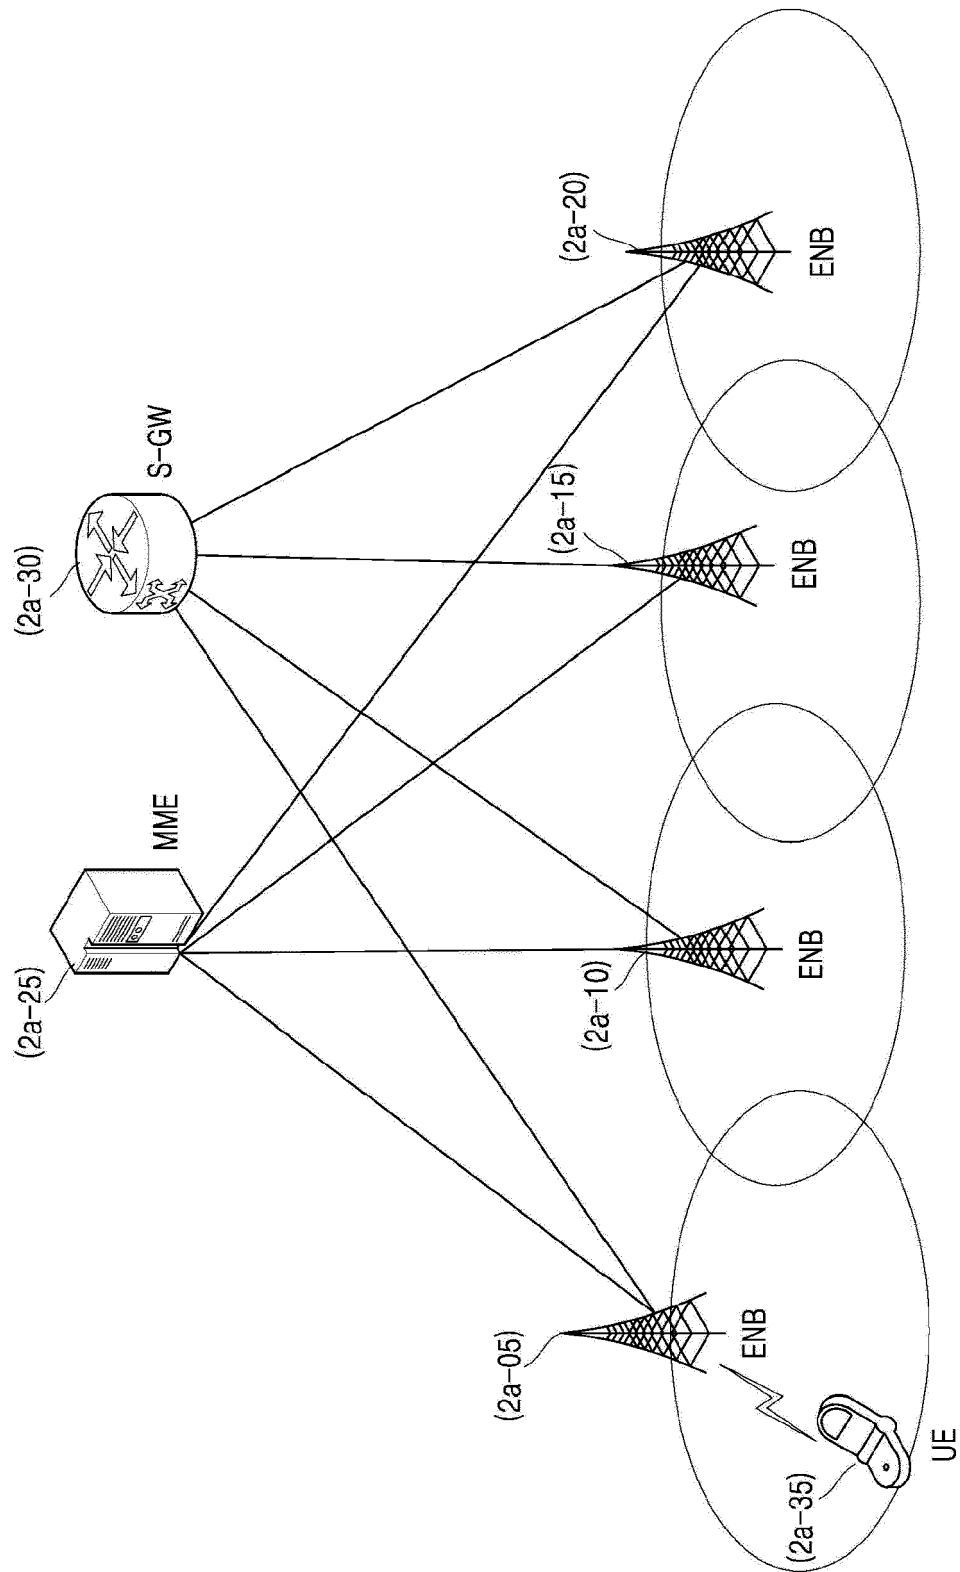 (2a-25)
MME
(2a-30)
S-GW
(2a-05)
ENB
(2a-10)
ENB
(2a-15)
ENB
(2a-20)
ENB
(2a-35)
UE